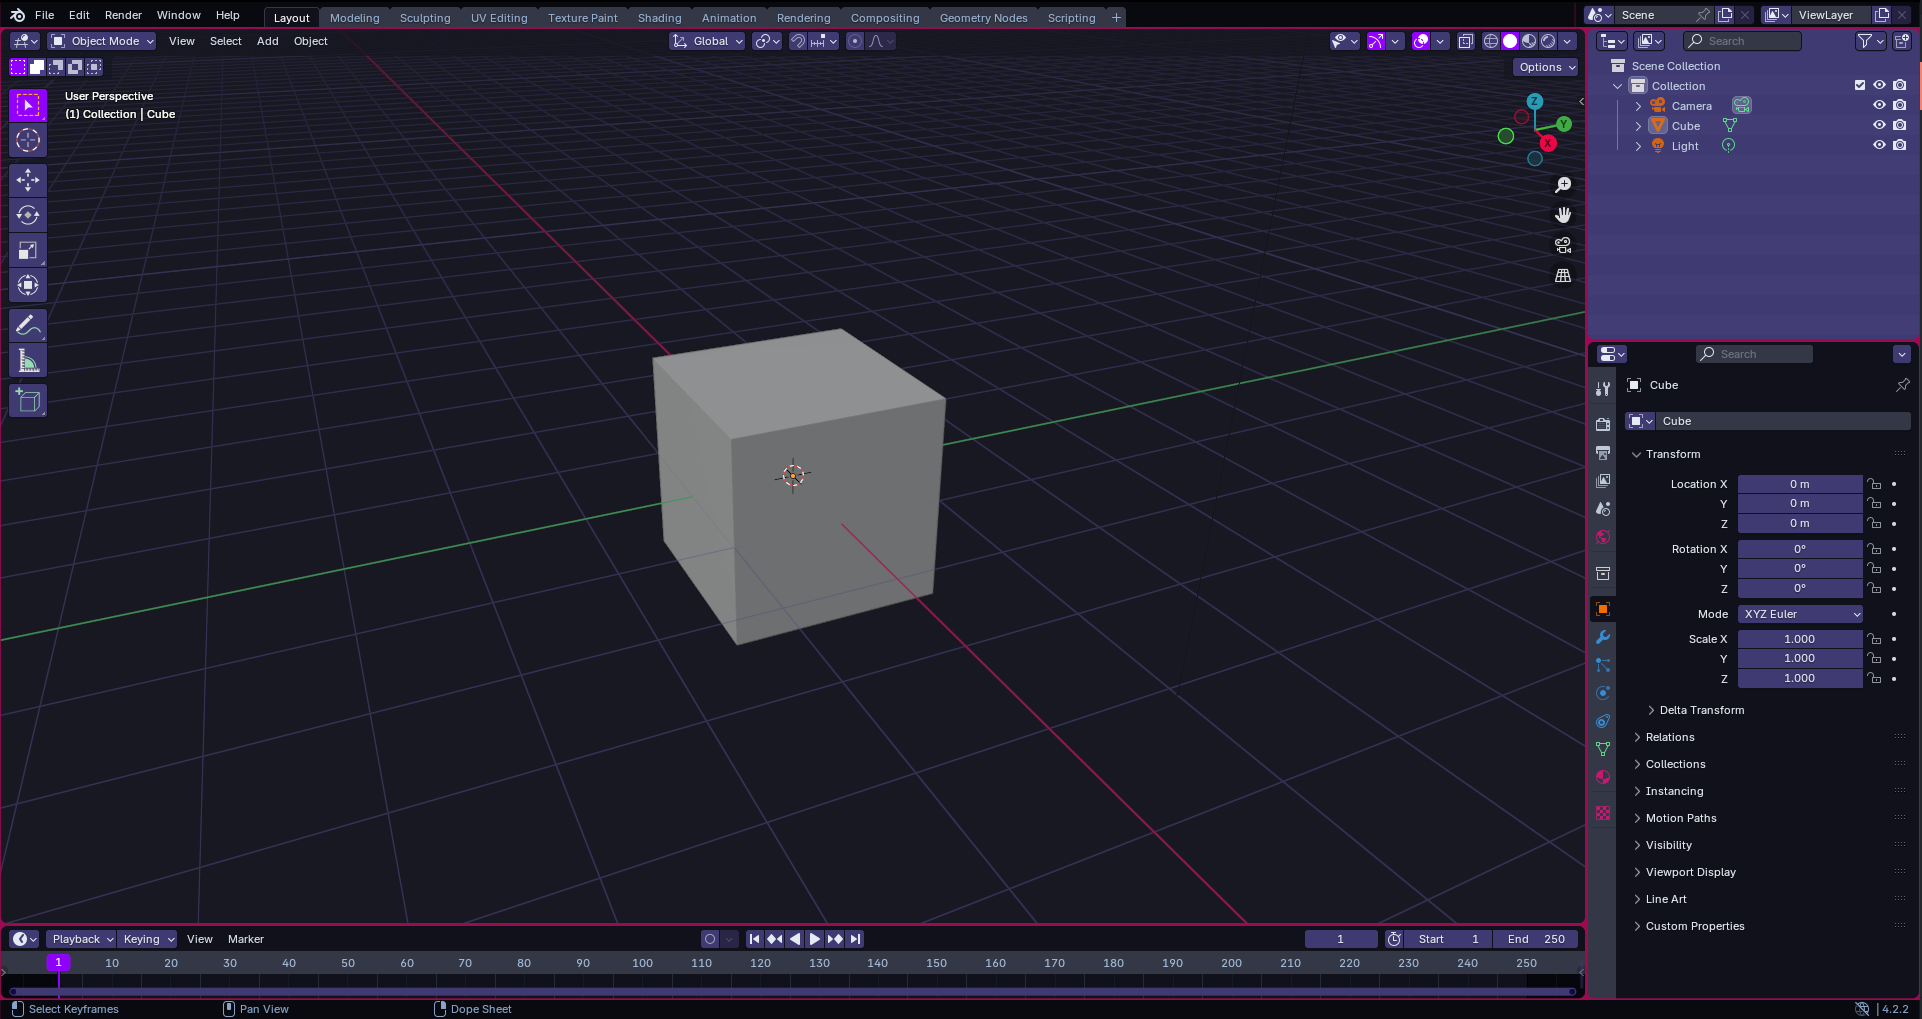 File Edit Render Window Help Layout Modeling Sculpting UV Editing Texture Paint Shading Animation Rendering Compositing Geometry Nodes Scripting + Scene ViewLayer
Object Mode View Select Add Object Global Search
Options
User Perspective
(1) Collection | Cube
Z
Y
X
Scene Collection
Collection
Camera
Cube
Light
Search
Cube
Cube
Transform
Location X 0 m
Y 0 m
Z 0 m
Rotation X 0°
Y 0°
Z 0°
Mode XYZ Euler
Scale X 1.000
Y 1.000
Z 1.000
Delta Transform
Relations
Collections
Instancing
Motion Paths
Visibility
Viewport Display
Line Art
Custom Properties
Playback Keying View Marker 1 Start 1 End 250
1 10 20 30 40 50 60 70 80 90 100 110 120 130 140 150 160 170 180 190 200 210 220 230 240 250
Select Keyframes Pan View Dope Sheet | 4.2.2